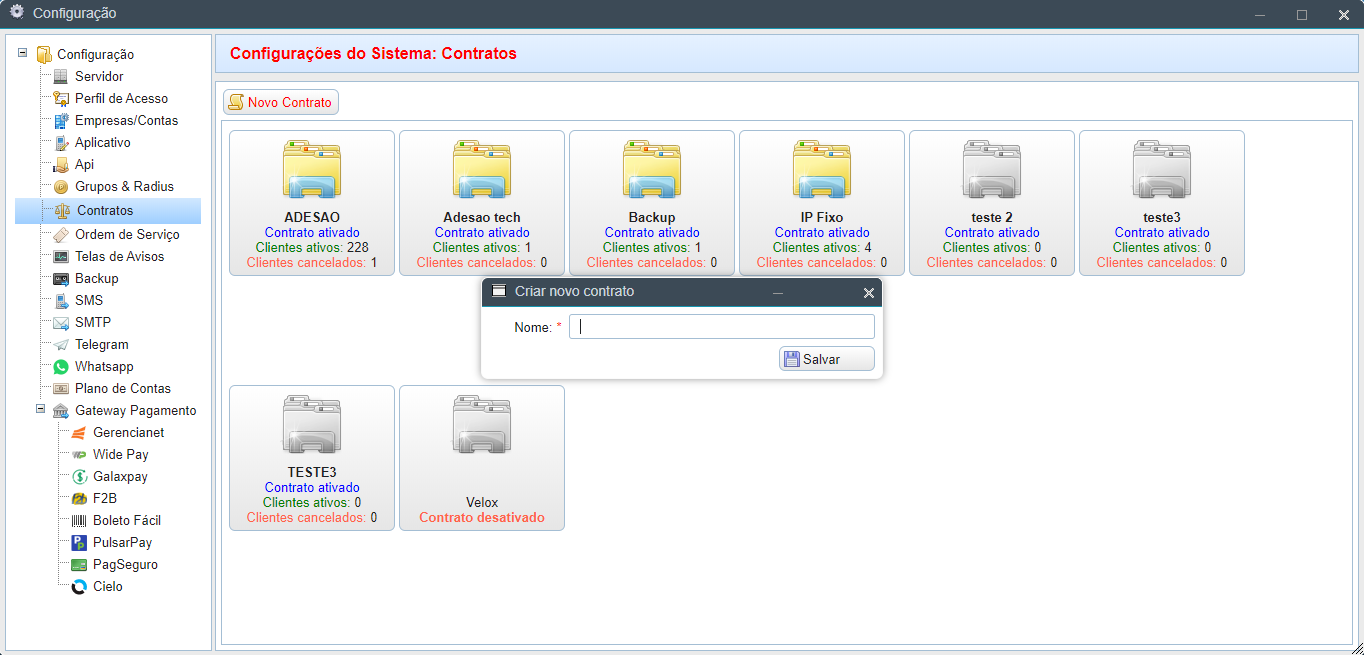 Configuração
Configuração
Servidor
Perfil de Acesso
Empresas/Contas
Aplicativo
Api
Grupos & Radius
Contratos
Ordem de Serviço
Telas de Avisos
Backup
SMS
SMTP
Telegram
Whatsapp
Plano de Contas
Gateway Pagamento
Gerencianet
Wide Pay
Galaxpay
F2B
Boleto Fácil
PulsarPay
PagSeguro
Cielo
Configurações do Sistema: Contratos
Novo Contrato
ADESAO
Contrato ativado
Clientes ativos: 228
Clientes cancelados: 1
Adesao tech
Contrato ativado
Clientes ativos: 1
Clientes cancelados: 0
Backup
Contrato ativado
Clientes ativos: 1
Clientes cancelados: 0
IP Fixo
Contrato ativado
Clientes ativos: 4
Clientes cancelados: 0
teste 2
Contrato ativado
Clientes ativos: 0
Clientes cancelados: 0
teste3
Contrato ativado
Clientes ativos: 0
Clientes cancelados: 0
Criar novo contrato
Nome: *
Salvar
TESTE3
Contrato ativado
Clientes ativos: 0
Clientes cancelados: 0
Velox
Contrato desativado